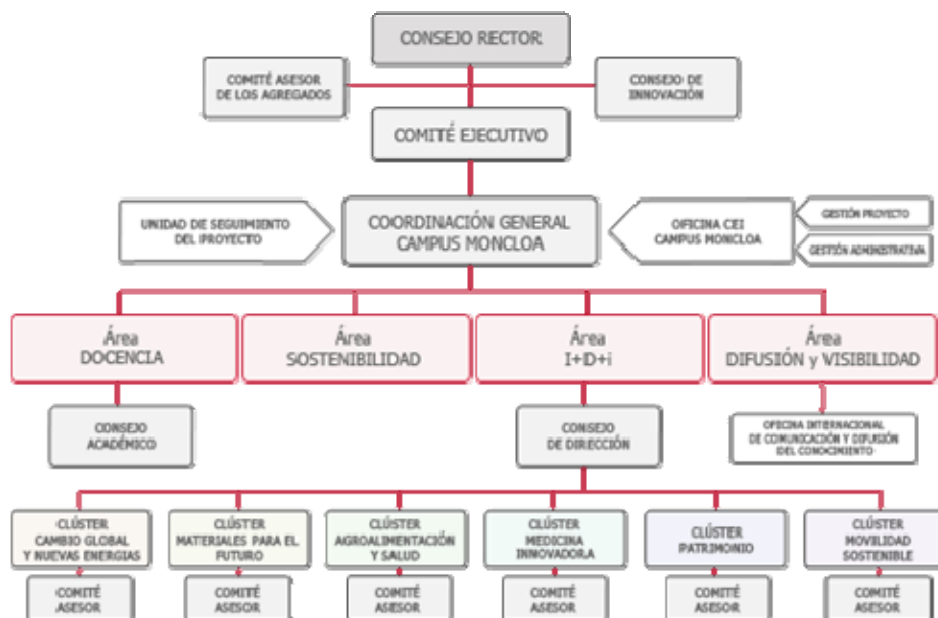 CONSEJO RECTOR
COMITÉ ASESOR
DE LOS AGREGADOS
CONSEJO DE
INNOVACIÓN
COMITÉ EJECUTIVO
UNIDAD DE SEGUIMIENTO
DEL PROYECTO
COORDINACIÓN GENERAL
CAMPUS MONCLOA
OFICINA CEI
CAMPUS MONCLOA
GESTIÓN PROYECTO
GESTIÓN ADMINISTRATIVA
Área
DOCENCIA
Área
SOSTENIBILIDAD
Área
I+D+i
Área
DIFUSIÓN y VISIBILIDAD
CONSEJO
ACADÉMICO
CONSEJO
DE DIRECCIÓN
OFICINA INTERNACIONAL
DE COMUNICACIÓN Y DIFUSIÓN
DEL CONOCIMIENTO
CLÚSTER
CAMBIO GLOBAL
Y NUEVAS ENERGIAS
CLÚSTER
MATERIALES PARA EL
FUTURO
CLÚSTER
AGROALIMENTACIÓN
Y SALUD
CLÚSTER
MEDICINA
INNOVADORA
CLÚSTER
PATRIMONIO
CLÚSTER
MOVILIDAD
SOSTENIBLE
COMITÉ
ASESOR
COMITÉ
ASESOR
COMITÉ
ASESOR
COMITÉ
ASESOR
COMITÉ
ASESOR
COMITÉ
ASESOR